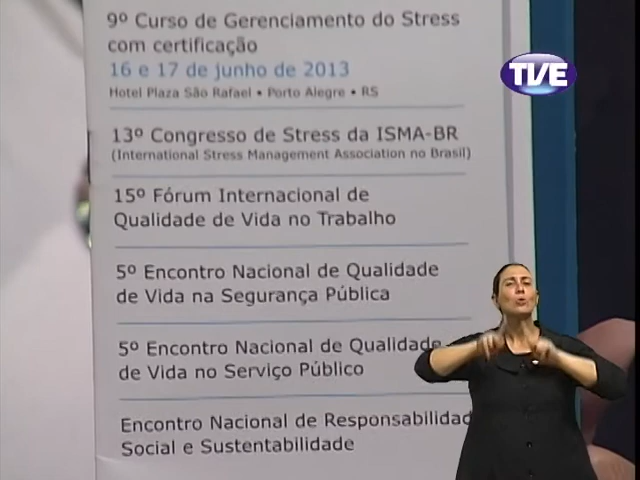 9º Curso de Gerenciamento do Stress
com certificação
16 e 17 de junho de 2013
Hotel Plaza São Rafael • Porto Alegre • RS
TVE
13º Congresso de Stress da ISMA-BR
(International Stress Management Association no Brasil)
15º Fórum Internacional de
Qualidade de Vida no Trabalho
5º Encontro Nacional de Qualidade
de Vida na Segurança Pública
5º Encontro Nacional de Qualidade
de Vida no Serviço Público
Encontro Nacional de Responsabilidad
Social e Sustentabilidade